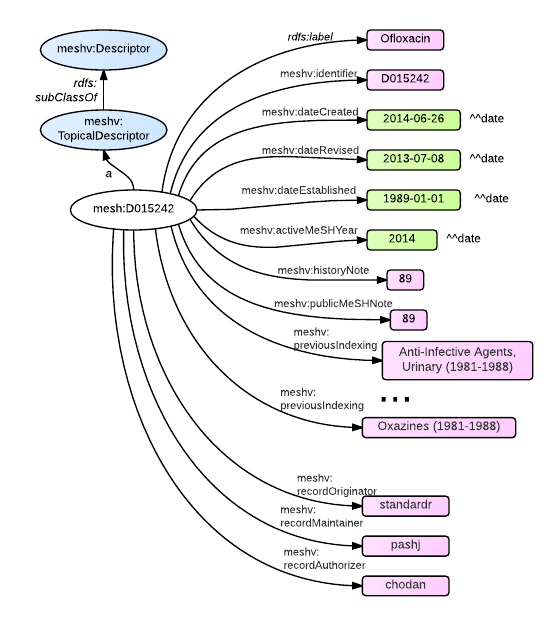 meshv:Descriptor
rdfs:
subClassOf
meshv:
TopicalDescriptor
a
mesh:D015242
rdfs:label
Ofloxacin
meshv:identifier
D015242
meshv:dateCreated
2014-06-26 ^^date
meshv:dateRevised
2013-07-08 ^^date
meshv:dateEstablished
1989-01-01 ^^date
meshv:activeMeSHYear
2014 ^^date
meshv:historyNote
89
meshv:publicMeSHNote
89
meshv:
previousIndexing
Anti-Infective Agents,
Urinary (1981-1988)
...
meshv:
previousIndexing
Oxazines (1981-1988)
meshv:
recordOriginator
standardr
meshv:
recordMaintainer
pashj
meshv:
recordAuthorizer
chodan